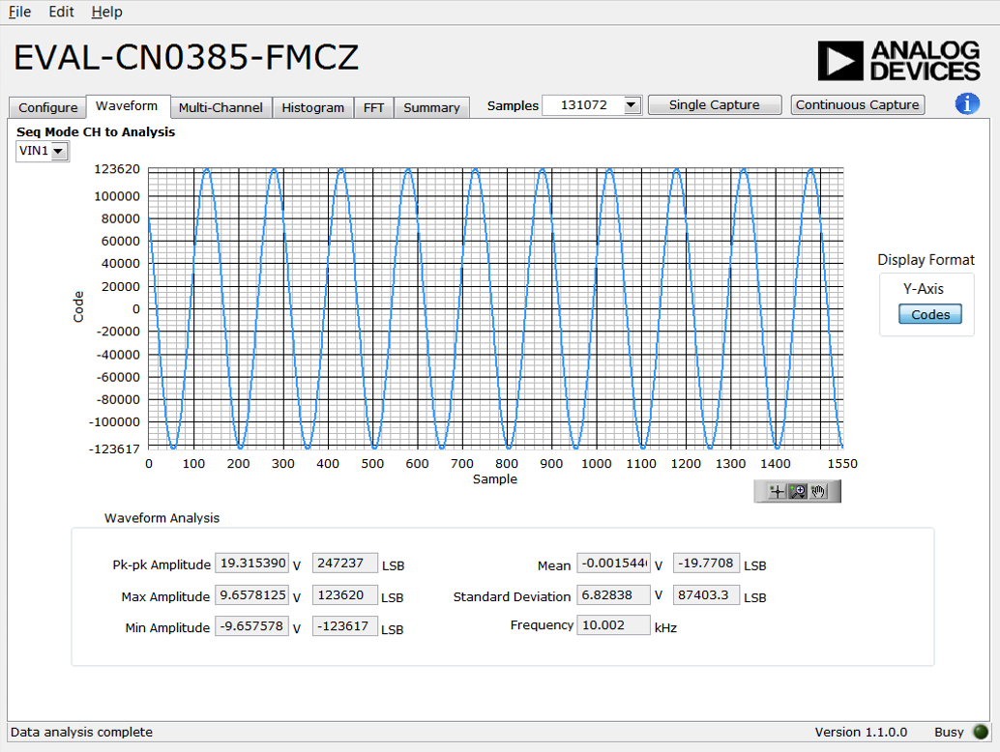 File Edit Help
EVAL-CN0385-FMCZ
ANALOG
DEVICES
Configure Waveform Multi-Channel Histogram FFT Summary Samples 131072 Single Capture Continuous Capture i
Seq Mode CH to Analysis
VIN1
123620
100000
80000
60000
40000
20000
0
-20000
-40000
-60000
-80000
-100000
-123617
Code
0 100 200 300 400 500 600 700 800 900 1000 1100 1200 1300 1400 1550
Sample
Display Format
Y-Axis
Codes
Waveform Analysis
Pk-pk Amplitude 19.315390 V 247237 LSB
Max Amplitude 9.6578125 V 123620 LSB
Min Amplitude -9.657578 V -123617 LSB
Mean -0.001544 V -19.7708 LSB
Standard Deviation 6.82838 V 87403.3 LSB
Frequency 10.002 kHz
Data analysis complete
Version 1.1.0.0 Busy